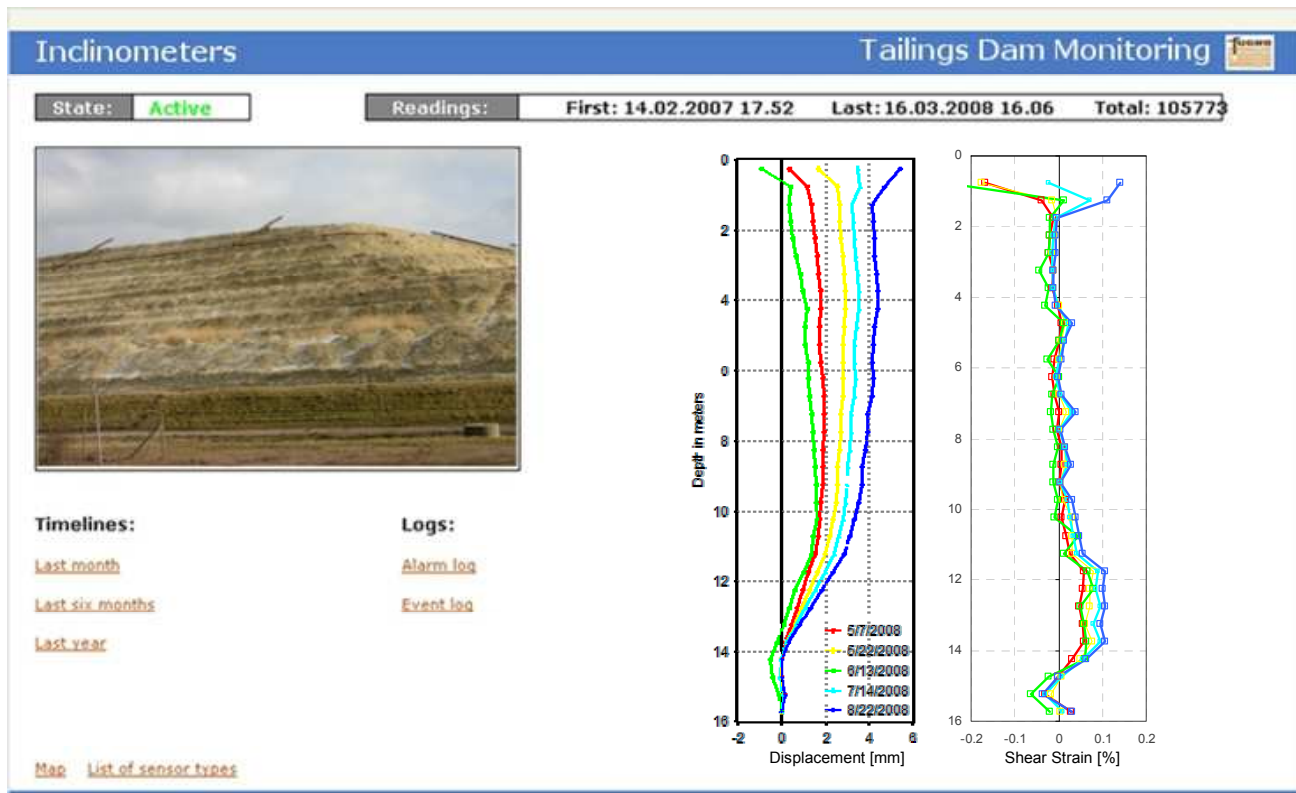 Inclinometers
Tailings Dam Monitoring
fugro
State: Active
Readings: First: 14.02.2007 17.52 Last: 16.03.2008 16.06 Total: 105773
Timelines:
Last month
Last six months
Last year
Logs:
Alarm log
Event log
Map List of sensor types
Depth in meters
0
2
4
6
8
10
12
14
16
-2 0 2 4 6
Displacement [mm]
5/7/2008
5/22/2008
6/13/2008
7/14/2008
8/22/2008
0
2
4
6
8
10
12
14
16
-0.2 -0.1 0 0.1 0.2
Shear Strain [%]